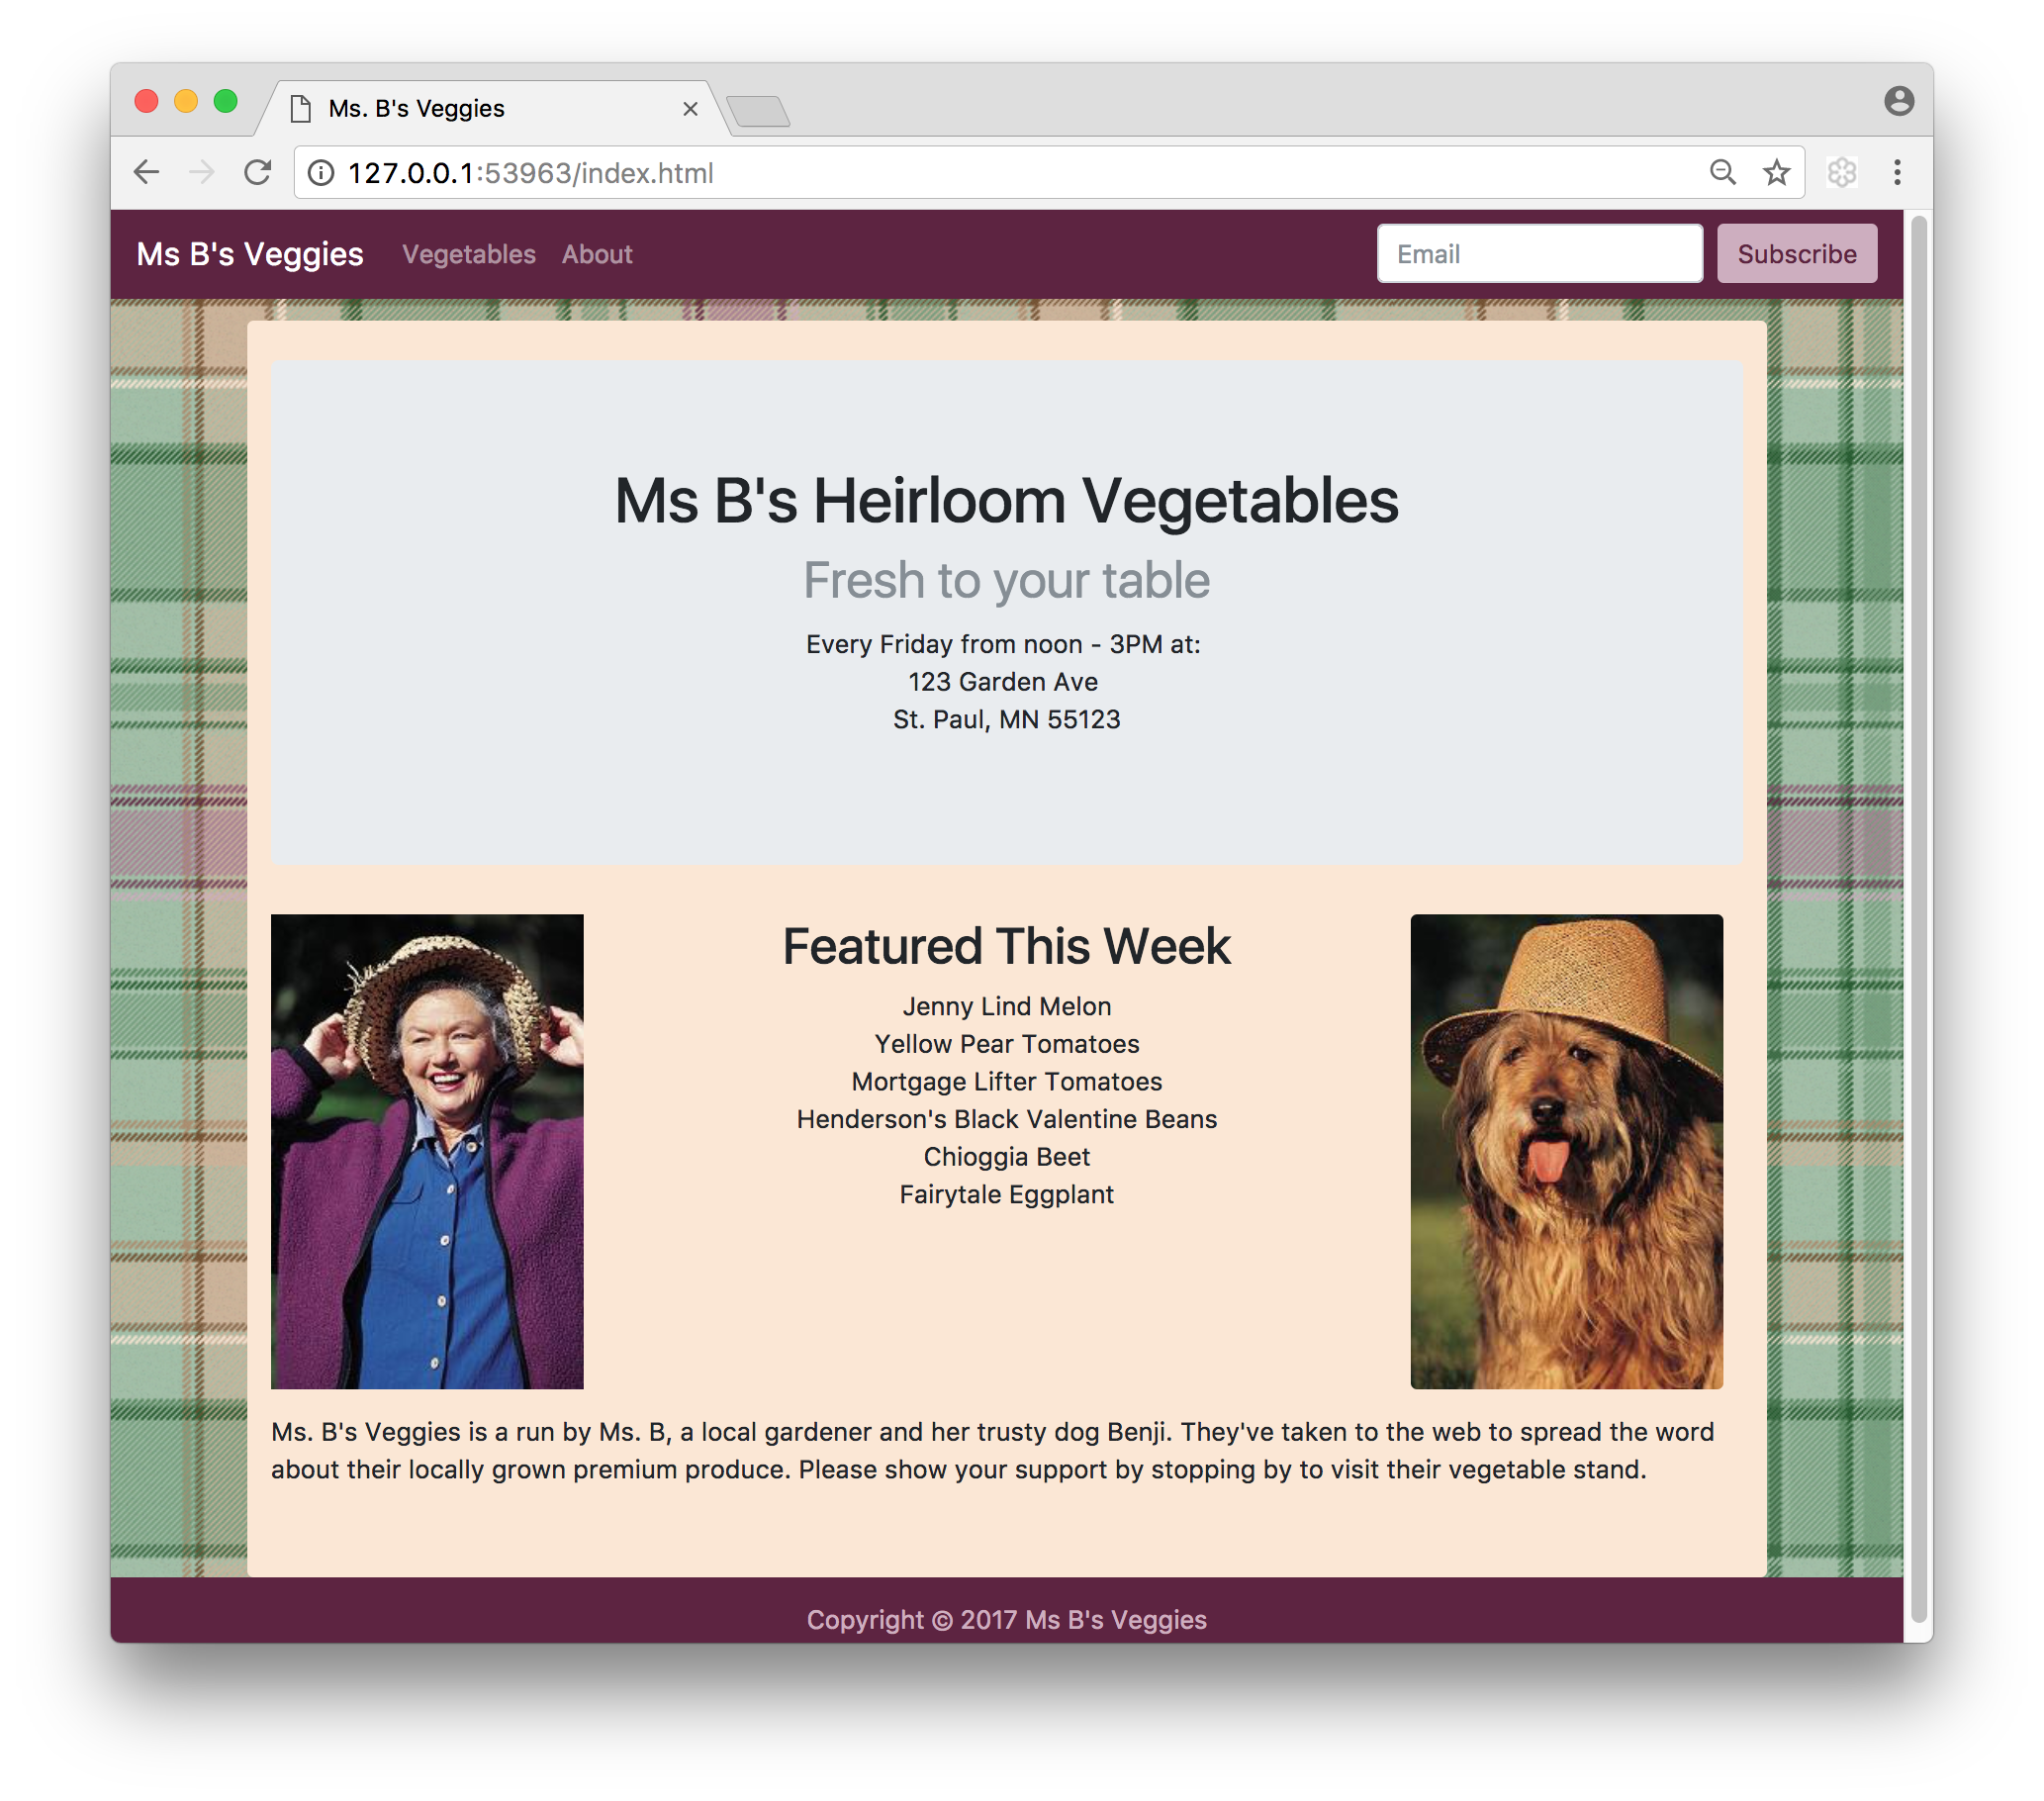 Ms. B's Veggies
127.0.0.1:53963/index.html
Ms B's Veggies
Vegetables
About
Email
Subscribe
Ms B's Heirloom Vegetables
Fresh to your table
Every Friday from noon - 3PM at:
123 Garden Ave
St. Paul, MN 55123
Featured This Week
Jenny Lind Melon
Yellow Pear Tomatoes
Mortgage Lifter Tomatoes
Henderson's Black Valentine Beans
Chioggia Beet
Fairytale Eggplant
Ms. B's Veggies is a run by Ms. B, a local gardener and her trusty dog Benji. They've taken to the web to spread the word
about their locally grown premium produce. Please show your support by stopping by to visit their vegetable stand.
Copyright © 2017 Ms B's Veggies